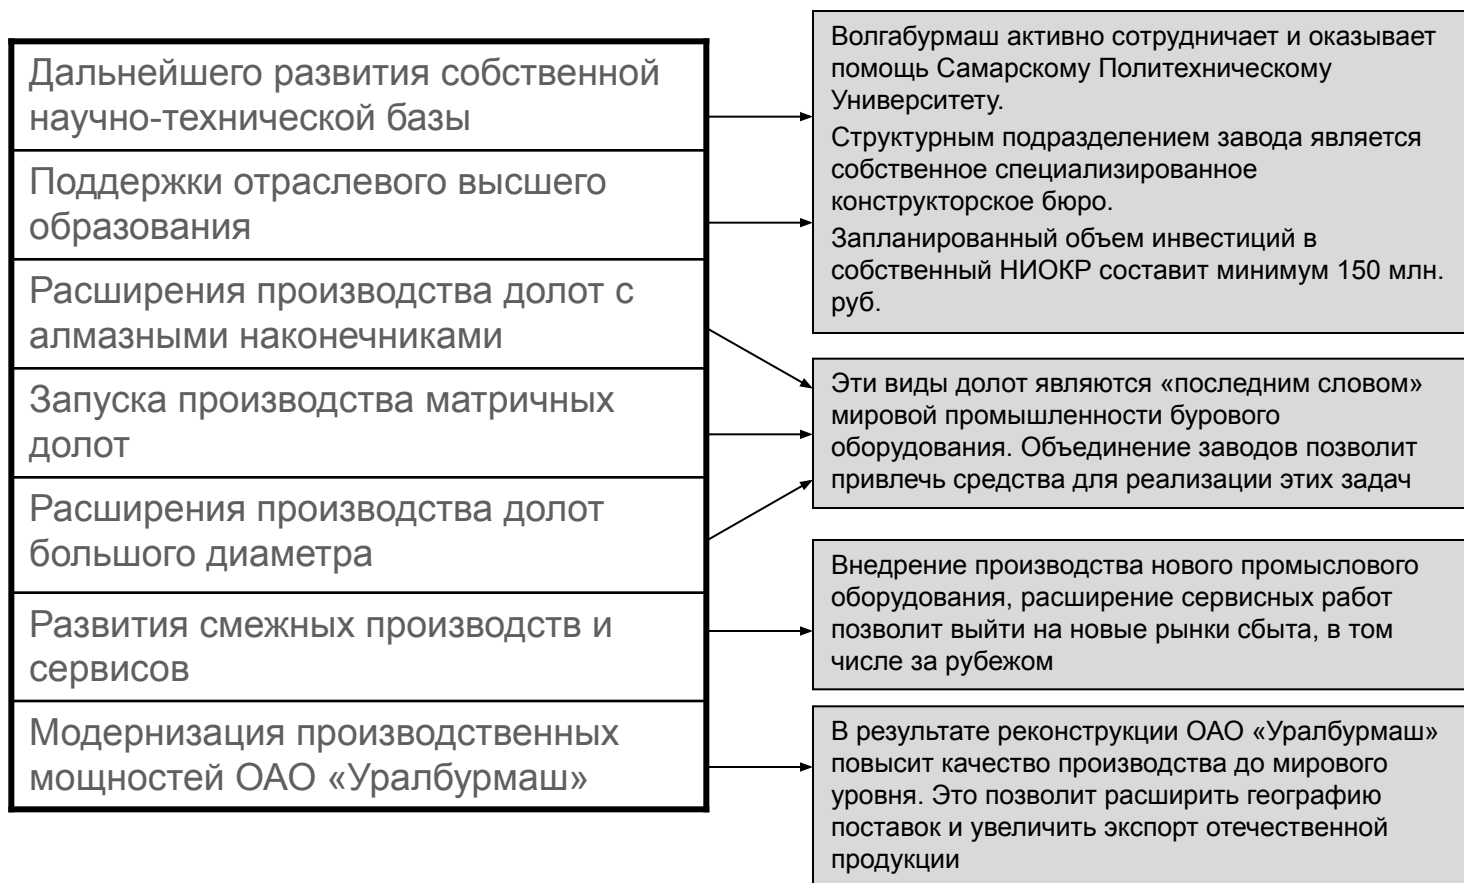 Дальнейшего развития собственной
научно-технической базы
Поддержки отраслевого высшего
образования
Расширения производства долот с
алмазными наконечниками
Запуска производства матричных
долот
Расширения производства долот
большого диаметра
Развития смежных производств и
сервисов
Модернизация производственных
мощностей ОАО «Уралбурмаш»
Волгабурмаш активно сотрудничает и оказывает
помощь Самарскому Политехническому
Университету.
Структурным подразделением завода является
собственное специализированное
конструкторское бюро.
Запланированный объем инвестиций в
собственный НИОКР составит минимум 150 млн.
руб.
Эти виды долот являются «последним словом»
мировой промышленности бурового
оборудования. Объединение заводов позволит
привлечь средства для реализации этих задач
Внедрение производства нового промыслового
оборудования, расширение сервисных работ
позволит выйти на новые рынки сбыта, в том
числе за рубежом
В результате реконструкции ОАО «Уралбурмаш»
повысит качество производства до мирового
уровня. Это позволит расширить географию
поставок и увеличить экспорт отечественной
продукции